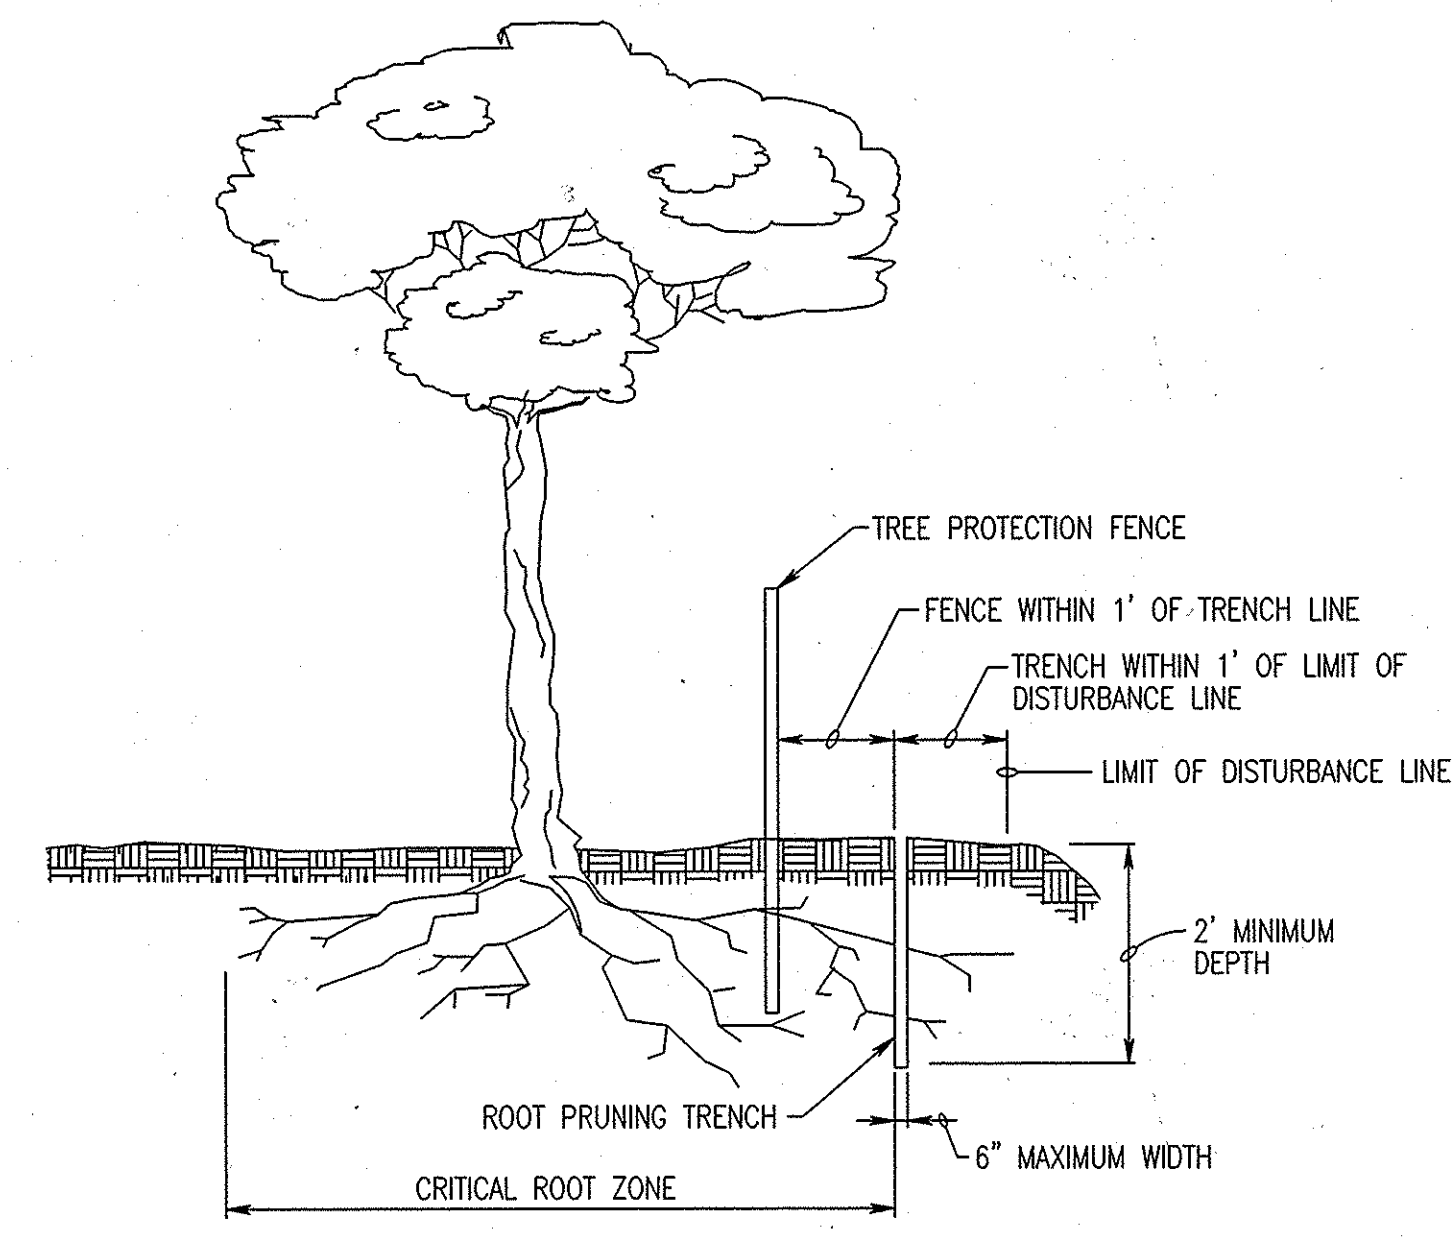 TREE PROTECTION FENCE
FENCE WITHIN 1' OF TRENCH LINE
TRENCH WITHIN 1' OF LIMIT OF
DISTURBANCE LINE
LIMIT OF DISTURBANCE LINE
2' MINIMUM
DEPTH
ROOT PRUNING TRENCH
6" MAXIMUM WIDTH
CRITICAL ROOT ZONE